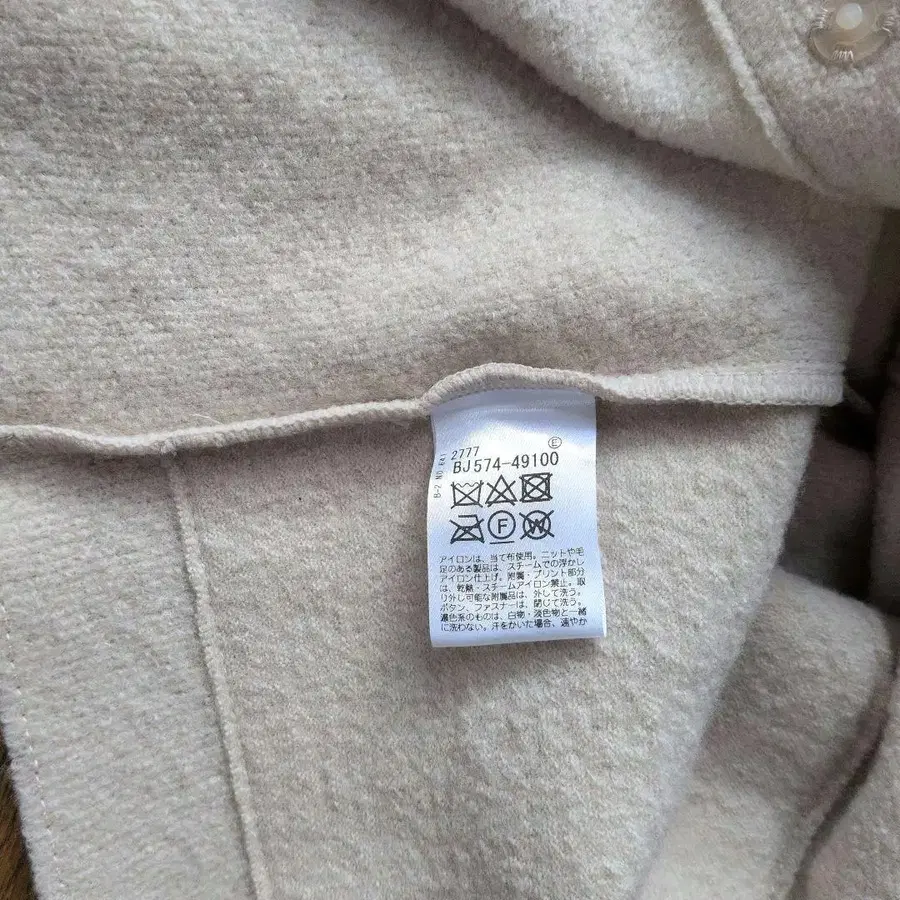 Ⓔ
2777
BJ574-49100
B-2 NO.641
F
W
アイロンは、当て布使用。ニットや毛
足のある製品は、スチームでの浮かし
アイロン仕上げ。附属・プリント部分
は、乾熱・スチームアイロン禁止。取
り外し可能な附属品は、外して洗う。
ボタン、ファスナーは、閉じて洗う。
濃色系のものは、白物・淡色物と一緒
に洗わない。汗をかいた場合、速やか